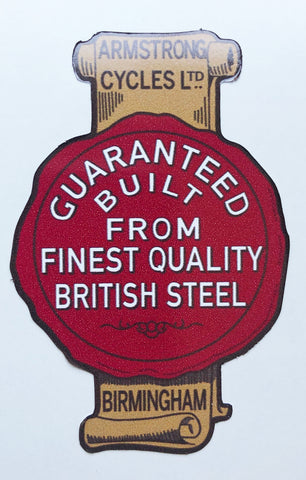 ARMSTRONG
CYCLES LTD
GUARANTEED
BUILT
FROM
FINEST QUALITY
BRITISH STEEL
BIRMINGHAM